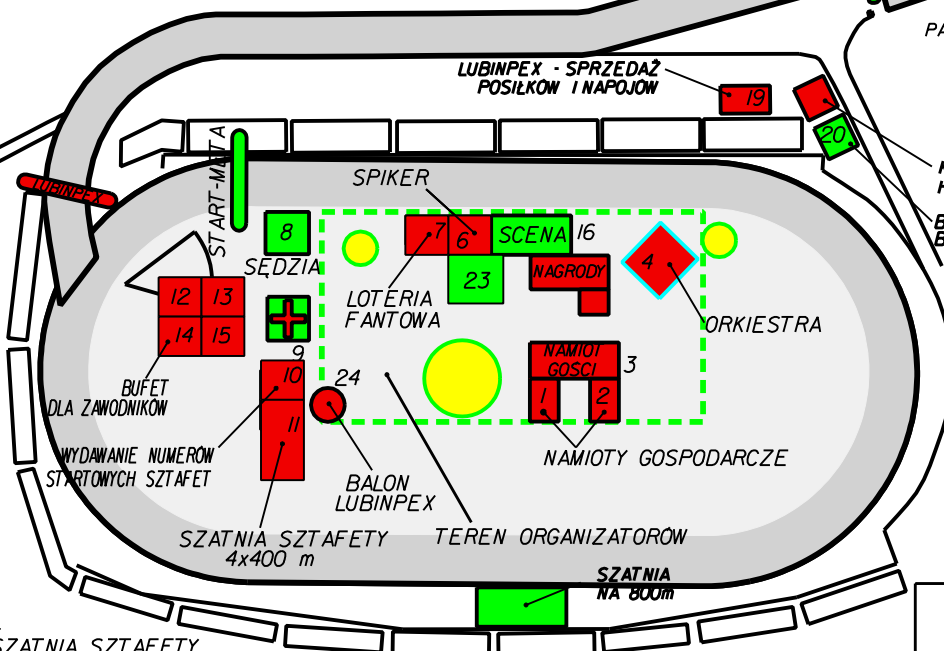 PA
LUBINPEX - SPRZEDAŻ
POSIŁKÓW I NAPOJÓW
19
20
START-META
LUBINPEX
SPIKER
8
7
6
SCENA
16
SĘDZIA
23
NAGRODY
4
12
13
14
15
LOTERIA
FANTOWA
ORKIESTRA
9
10
11
24
NAMIOT
GOŚCI
3
1
2
BUFET
DLA ZAWODNIKÓW
WYDAWANIE NUMERÓW
STARTOWYCH SZTAFET
NAMIOTY GOSPODARCZE
BALON
LUBINPEX
SZATNIA SZTAFETY
4x400 m
TEREN ORGANIZATORÓW
SZATNIA
NA 800m
SZATNIA SZTAFETY